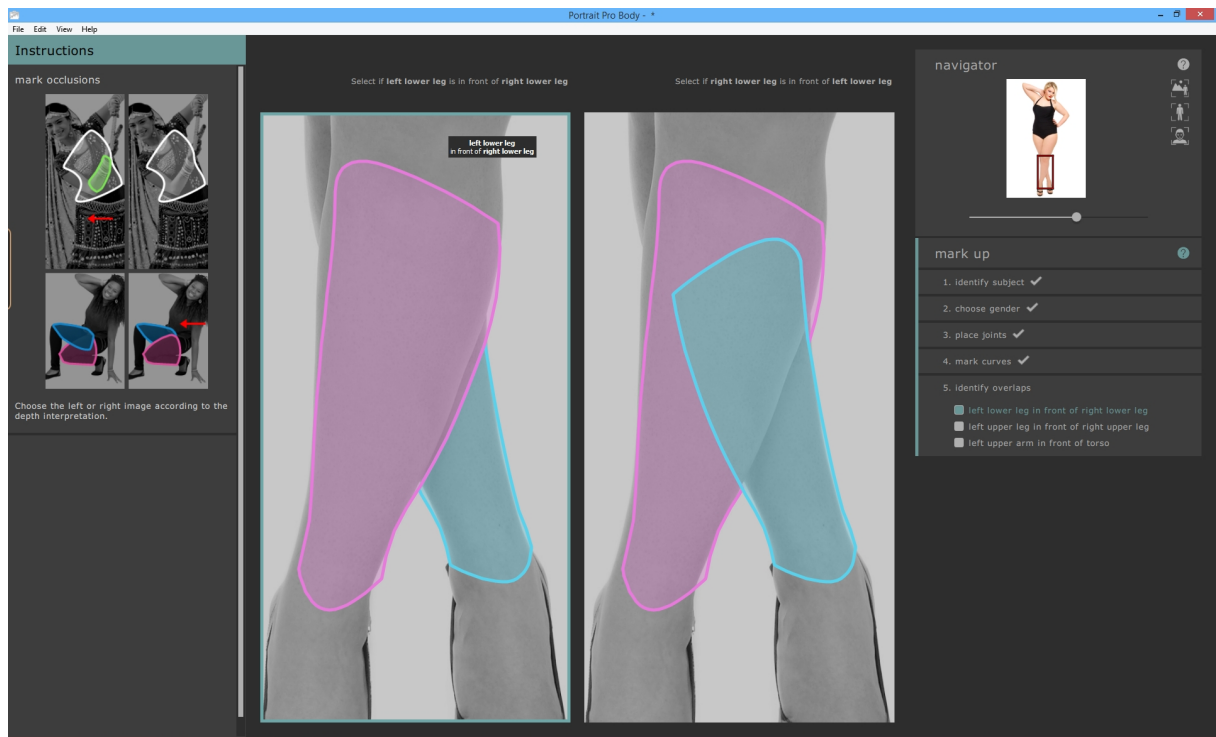 Portrait Pro Body - *
File Edit View Help
Instructions
mark occlusions
Choose the left or right image according to the
depth interpretation.
Select if left lower leg is in front of right lower leg
Select if right lower leg is in front of left lower leg
left lower leg
in front of right lower leg
navigator
?
mark up
?
1. identify subject
2. choose gender
3. place joints
4. mark curves
5. identify overlaps
left lower leg in front of right lower leg
left upper leg in front of right upper leg
left upper arm in front of torso